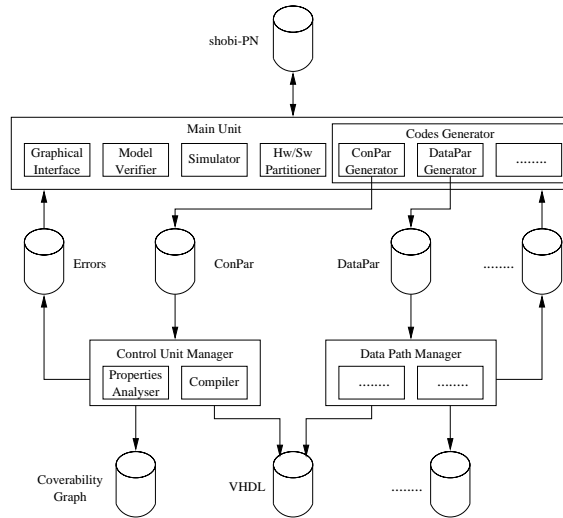 shobi-PN
Main Unit
Codes Generator
Graphical
Interface
Model
Verifier
Simulator
Hw/Sw
Partitioner
ConPar
Generator
DataPar
Generator
........
Errors
ConPar
DataPar
........
Control Unit Manager
Properties
Analyser
Compiler
Data Path Manager
........
........
Coverability
Graph
VHDL
........